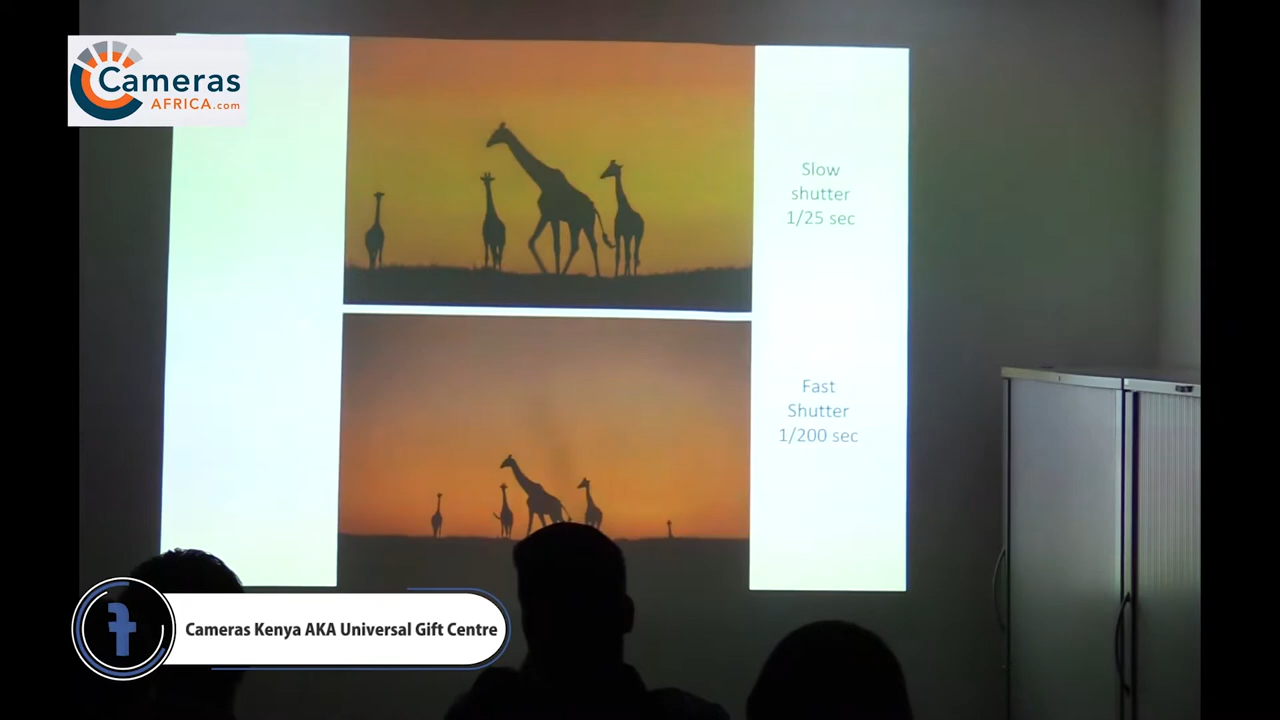 Cameras
AFRICA.com
Slow
shutter
1/25 sec
Fast
Shutter
1/200 sec
Cameras Kenya AKA Universal Gift Centre